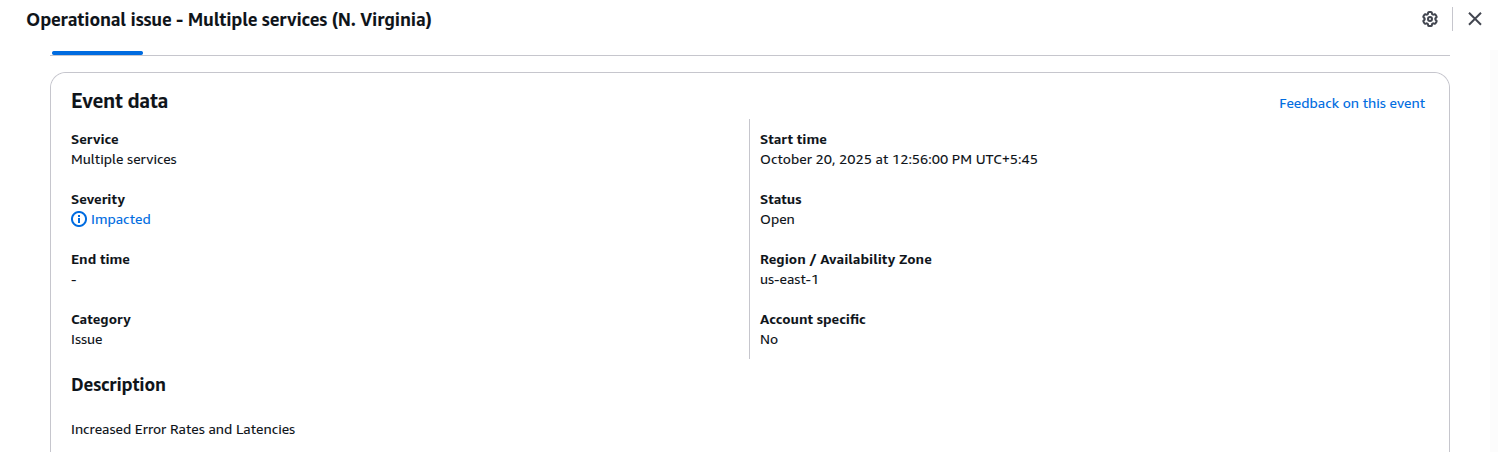 Operational issue - Multiple services (N. Virginia)
Event data
Feedback on this event
Service
Multiple services
Start time
October 20, 2025 at 12:56:00 PM UTC+5:45
Severity
Impacted
Status
Open
End time
-
Region / Availability Zone
us-east-1
Category
Issue
Account specific
No
Description
Increased Error Rates and Latencies